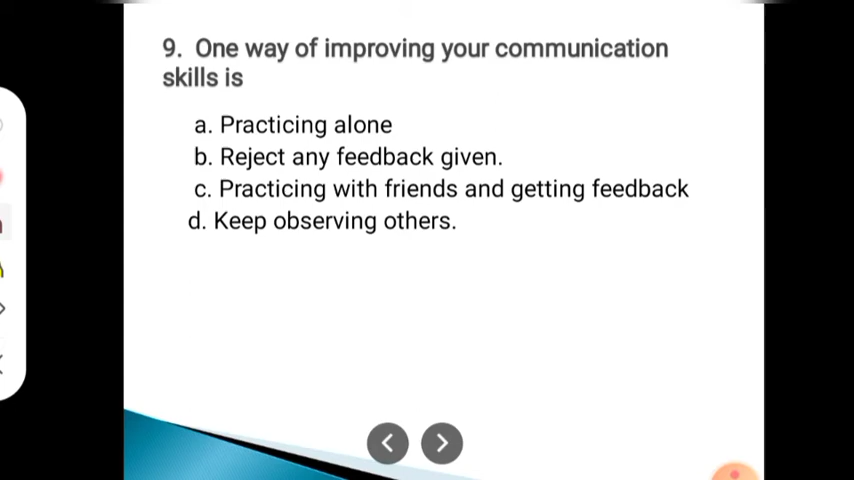 9. One way of improving your communication
skills is
a. Practicing alone
b. Reject any feedback given.
c. Practicing with friends and getting feedback
d. Keep observing others.